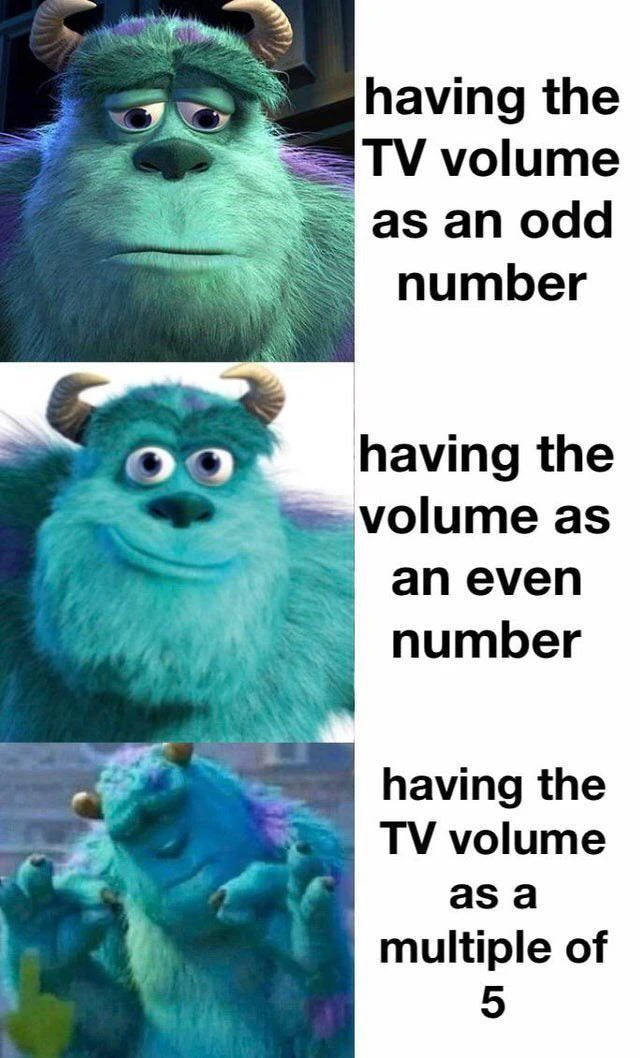 having the
TV volume
as an odd
number
having the
volume as
an even
number
having the
TV volume
as a
multiple of
5